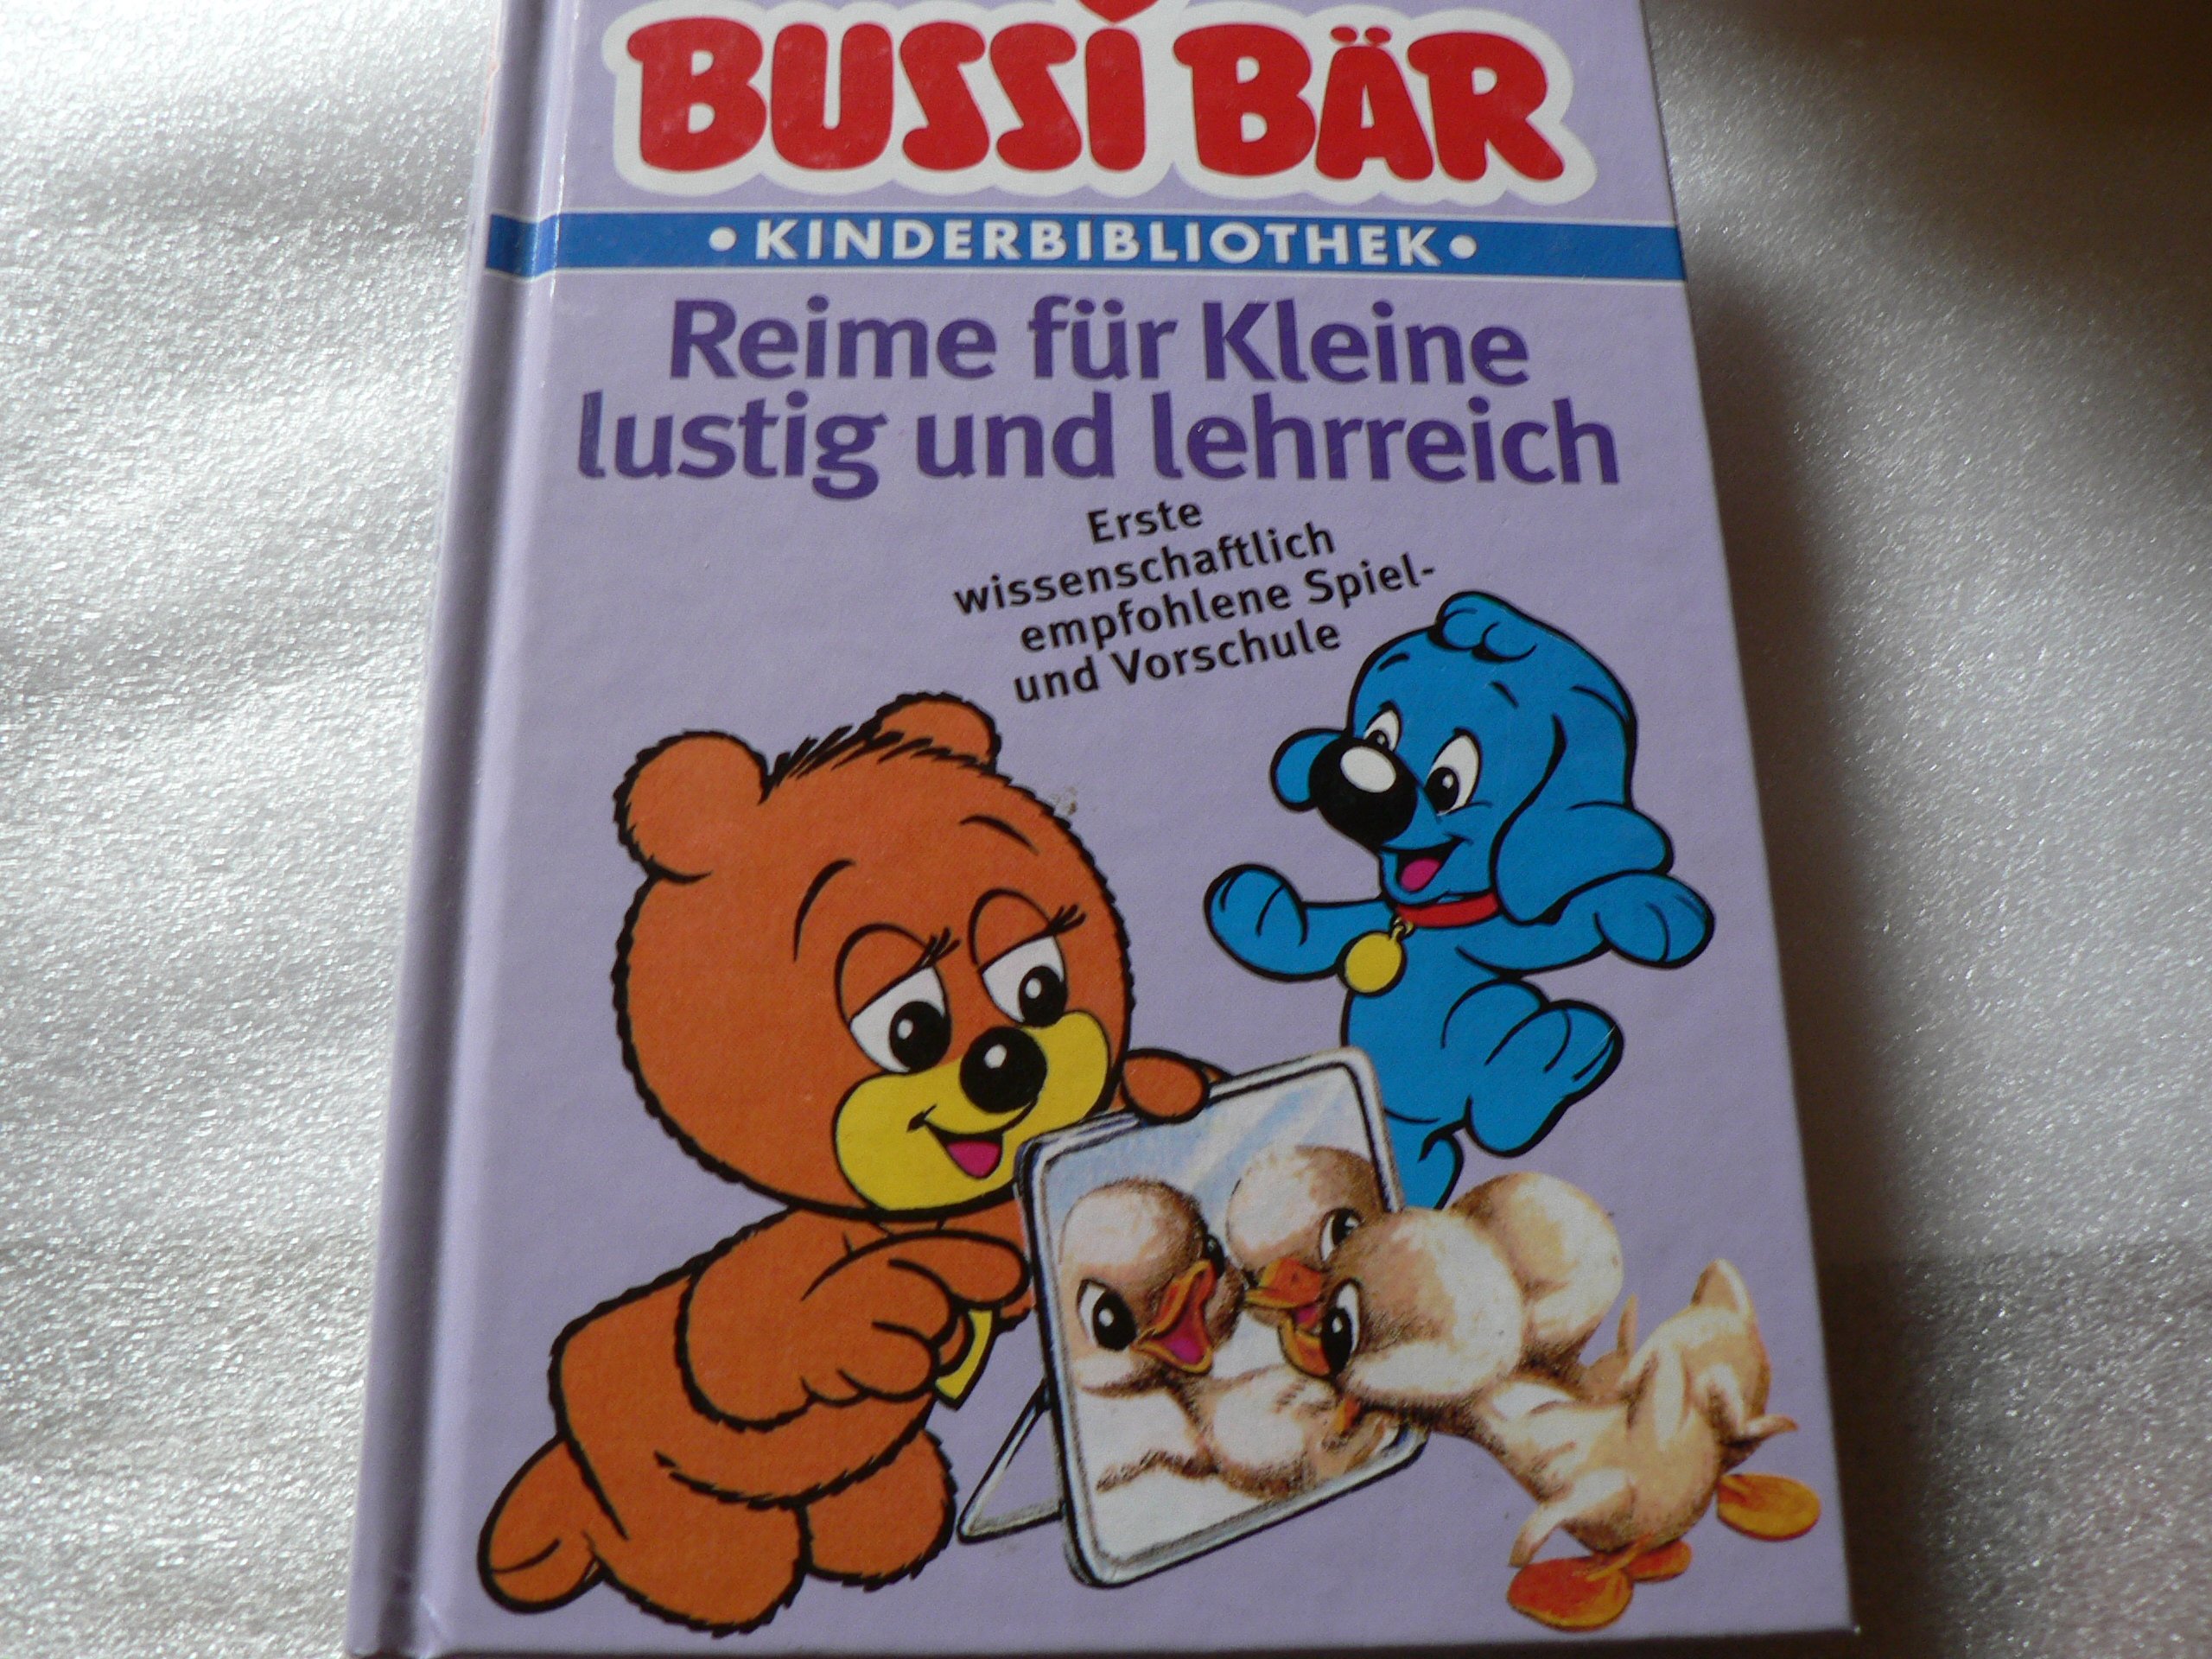 BUSSI BÄR
• KINDERBIBLIOTHEK •
Reime für Kleine
lustig und lehrreich
Erste
wissenschaftlich
empfohlene Spiel-
und Vorschule